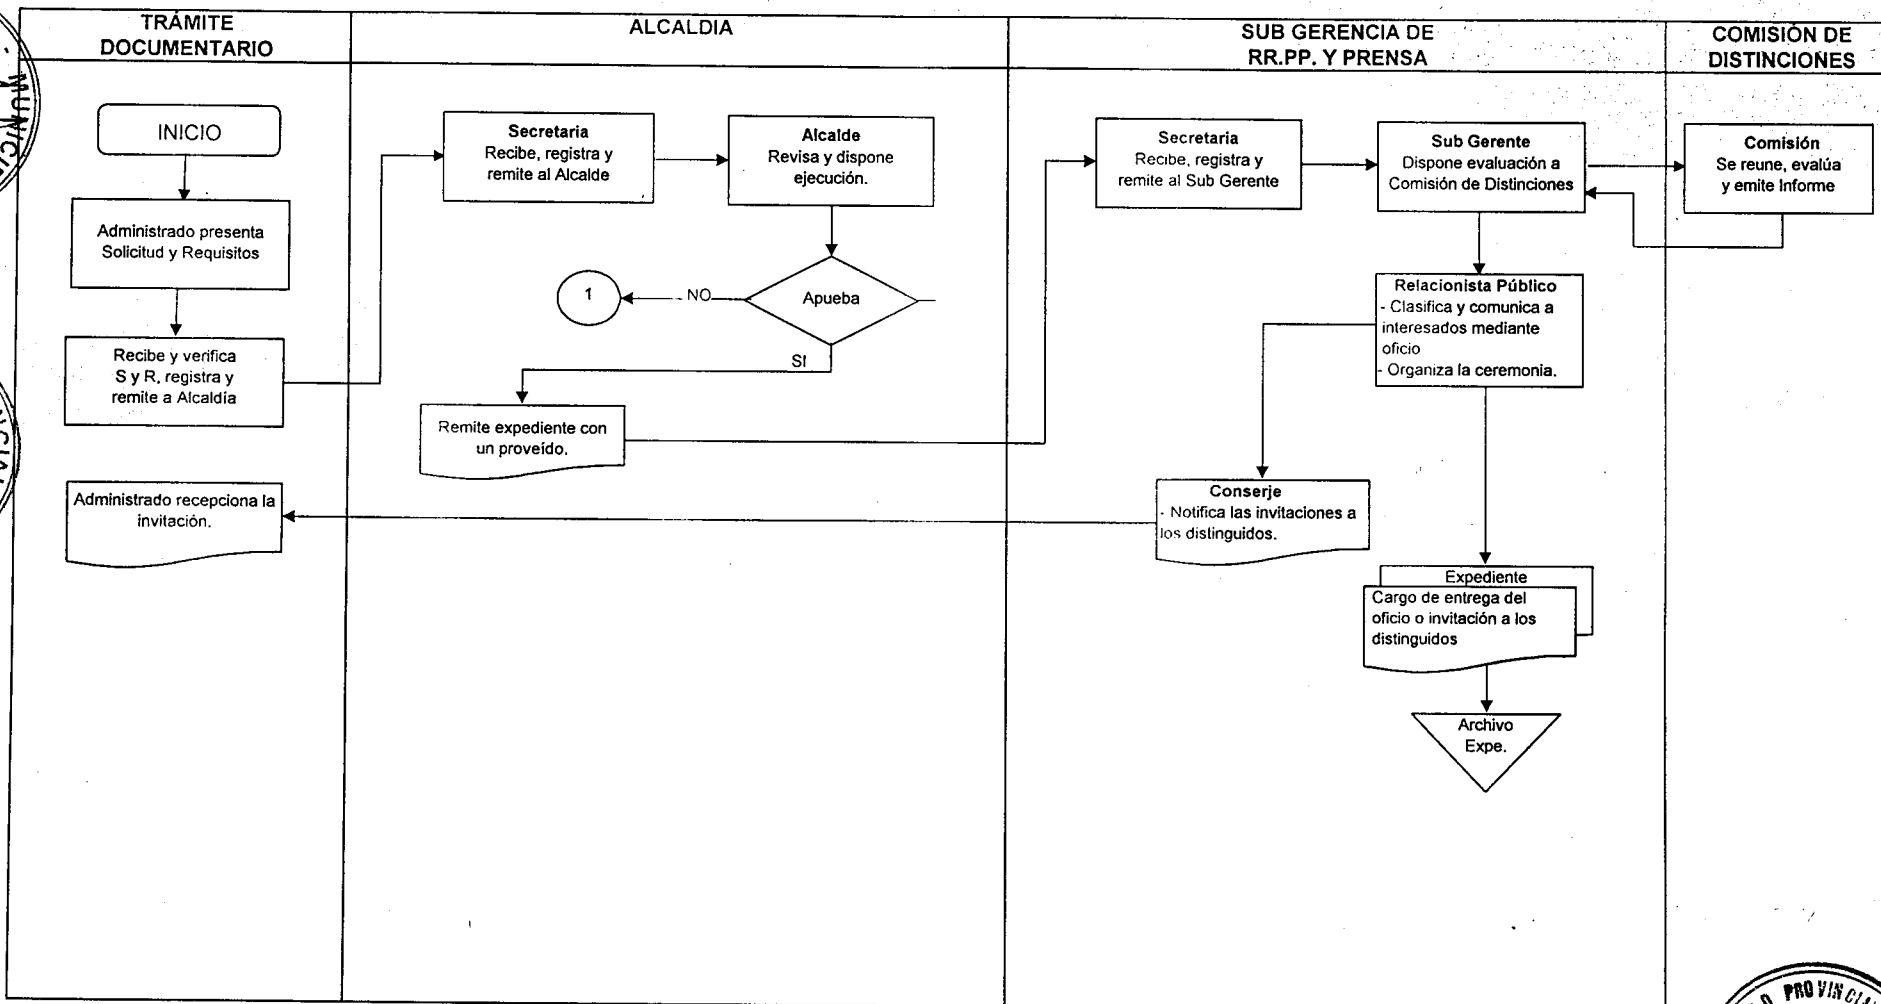 TRÁMITE
DOCUMENTARIO
ALCALDIA
SUB GERENCIA DE
RR.PP. Y PRENSA
COMISIÓN DE
DISTINCIONES
INICIO
Administrado presenta
Solicitud y Requisitos
Recibe y verifica
S y R, registra y
remite a Alcaldía
Administrado recepciona la
invitación.
Secretaria
Recibe, registra y
remite al Alcalde
Alcalde
Revisa y dispone
ejecución.
Apueba
NO
1
SI
Remite expediente con
un proveído.
Secretaria
Recibe, registra y
remite al Sub Gerente
Sub Gerente
Dispone evaluación a
Comisión de Distinciones
Comisión
Se reune, evalúa
y emite Informe
Relacionista Público
- Clasifica y comunica a
interesados mediante
oficio
- Organiza la ceremonia.
Conserje
- Notifica las invitaciones a
los distinguidos.
Expediente
Cargo de entrega del
oficio o invitación a los
distinguidos
Archivo
Expe.